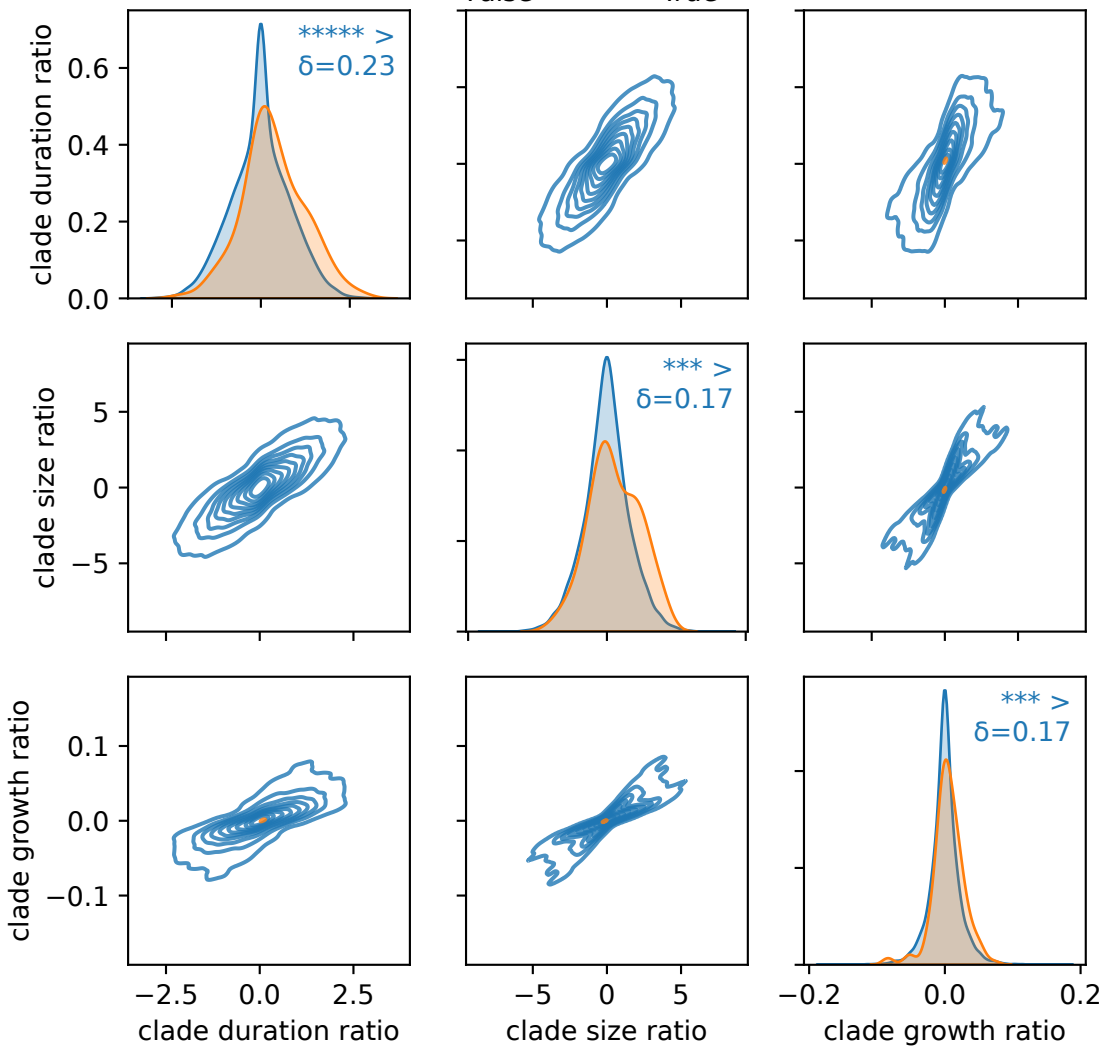 ***** >
δ=0.23
clade duration ratio
0.6
0.4
0.2
0.0
*** >
δ=0.17
clade size ratio
5
0
−5
*** >
δ=0.17
clade growth ratio
0.1
0.0
−0.1
−2.5 0.0 2.5
−5 0 5
−0.2 0.0 0.2
clade duration ratio
clade size ratio
clade growth ratio